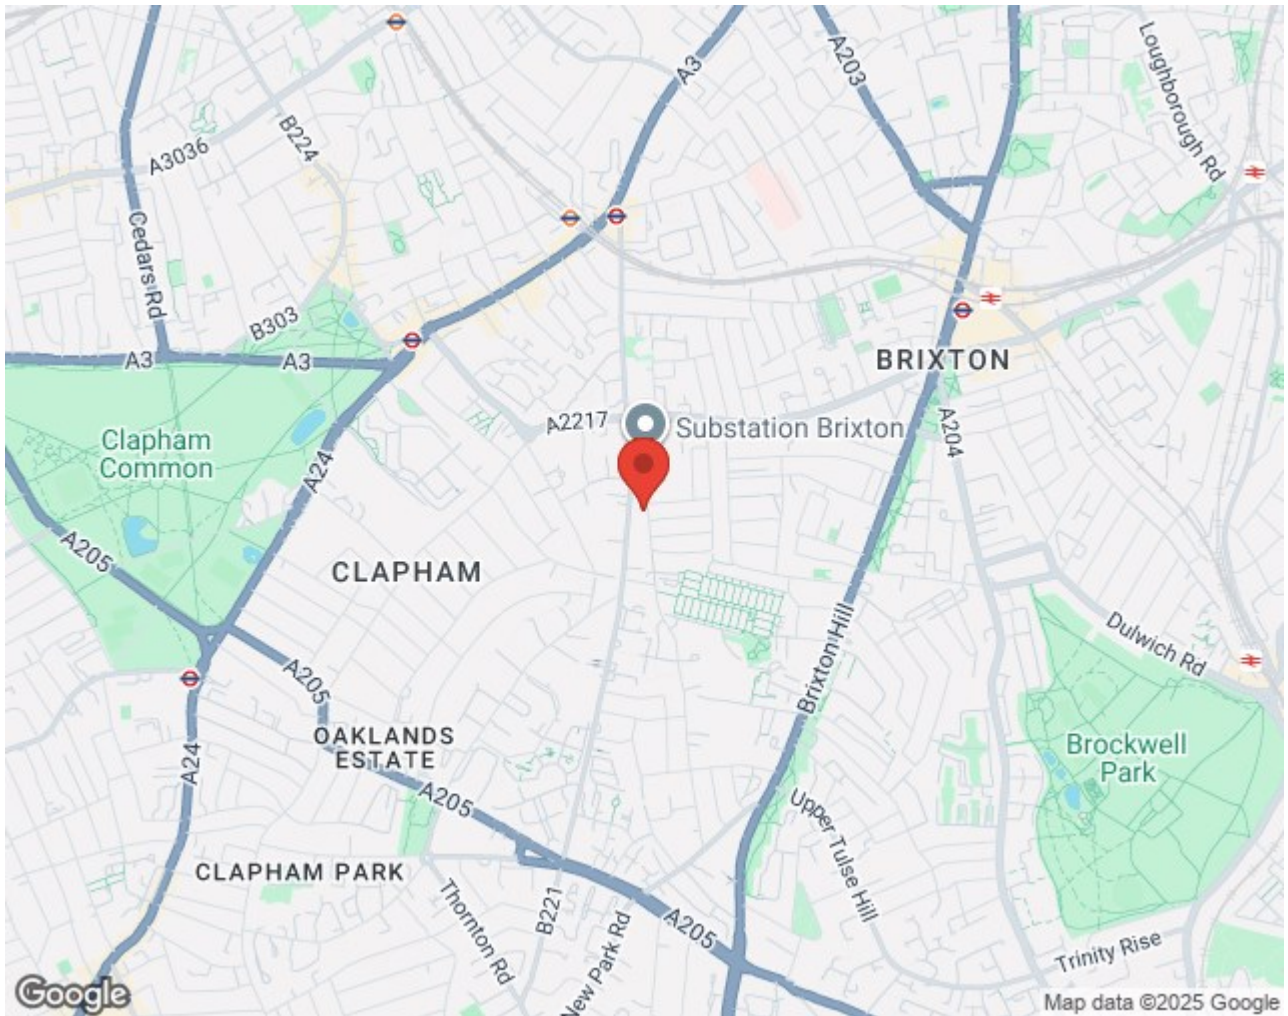 A203
A3
Loughborough Rd
B224
A3036
Cedars Rd
B303
A3
A3
BRIXTON
A2217
Substation Brixton
A204
Clapham
Common
A24
A205
CLAPHAM
Dulwich Rd
Brixton Hill
A205
OAKLANDS
ESTATE
A24
Brockwell
Park
A205
Upper Tulse Hill
CLAPHAM PARK
Thornton Rd
B221
New Park Rd
A205
Trinity Rise
Google
Map data ©2025 Google